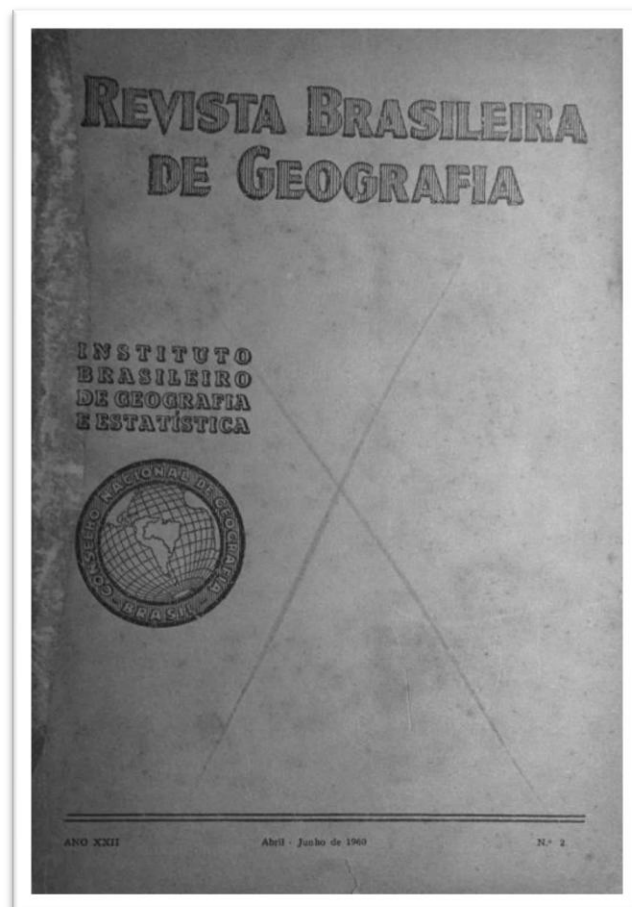 REVISTA BRASILEIRA
DE GEOGRAFIA
INSTITUTO
BRASILEIRO
DE GEOGRAFIA
E ESTATÍSTICA
CONSELHO NACIONAL DE GEOGRAFIA
- BRASIL -
ANO XXII Abril - Junho de 1960 N.º 2